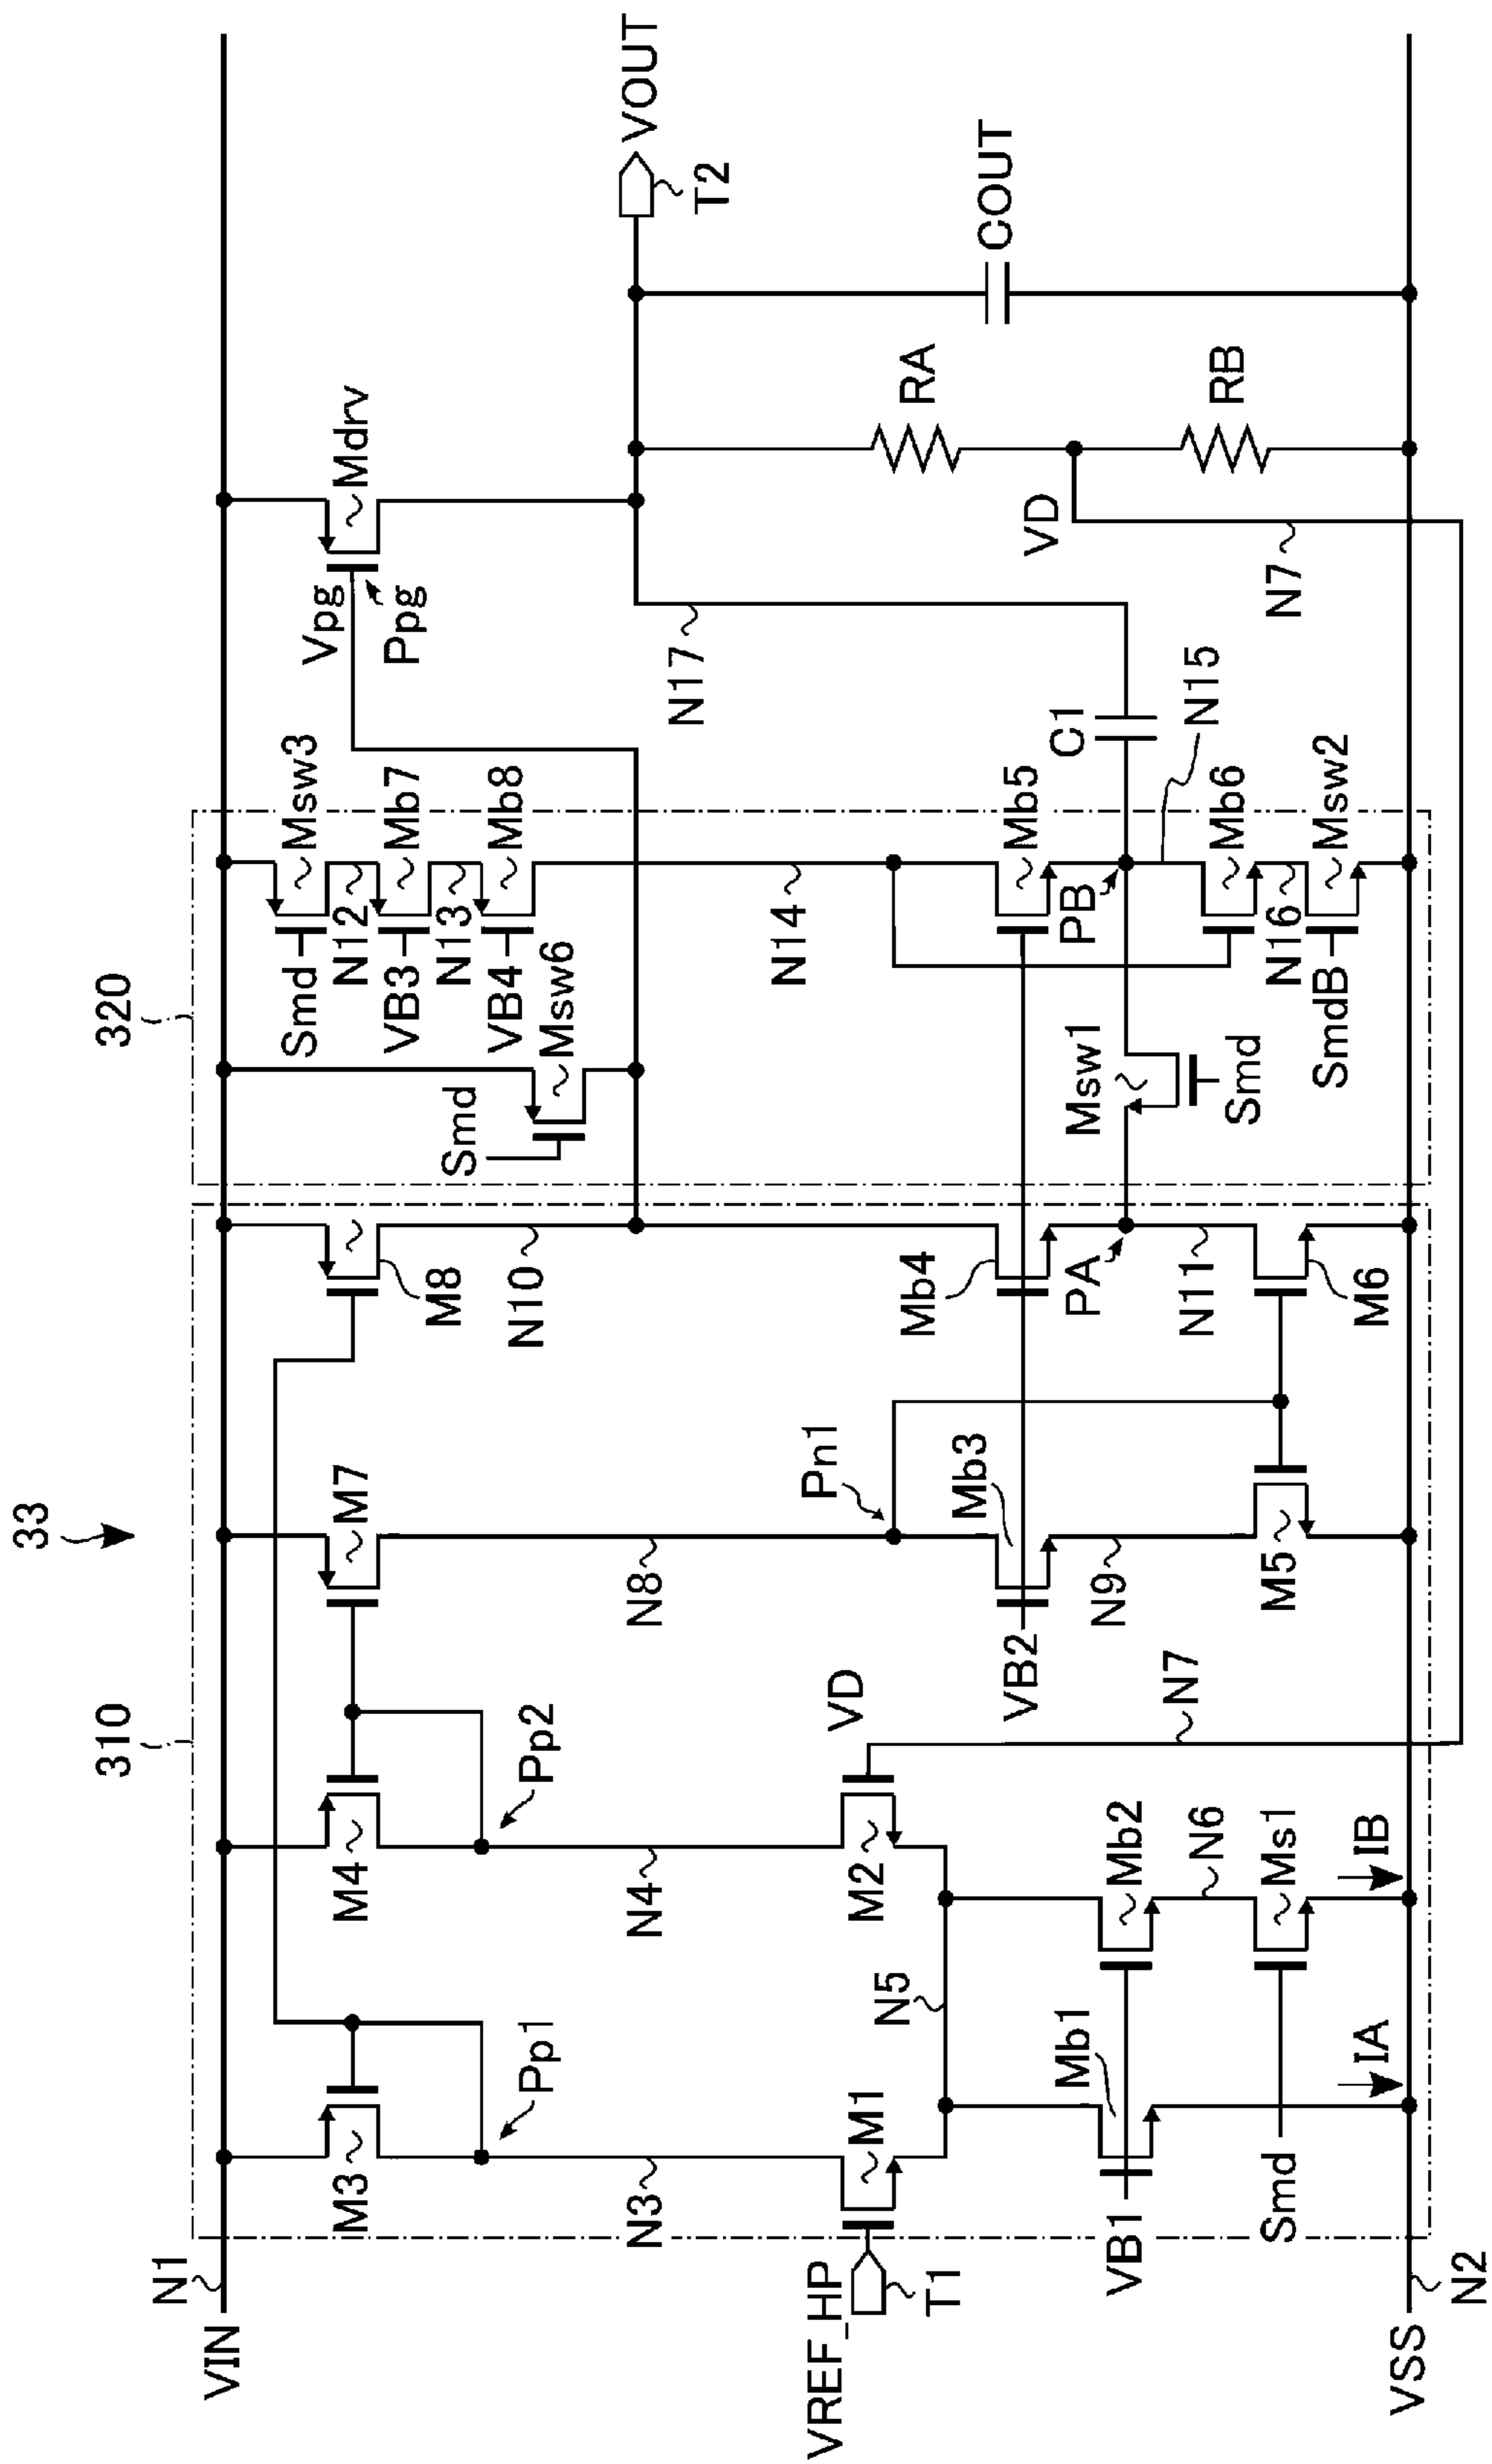 33
310
320
N1
VIN
M3
M4
M7
M8
Smd
Msw3
N12
VB3
Mb7
N13
VB4
Mb8
Smd
Msw6
Vpg
Ppg
Mdrv
VOUT
T2
Pp1
Pp2
N3
N4
N8
N10
N14
N17
VREF_HP
T1
M1
M2
VD
Pn1
Mb3
Mb4
VB2
Mb5
C1
RA
COUT
VD
N5
Mb1
Mb2
VB1
N6
N7
N9
PA
N11
Msw1
Smd
PB
N15
Mb6
N16
SmdB
Msw2
N7
RB
Smd
Ms1
M5
M6
IA
IB
VSS
N2